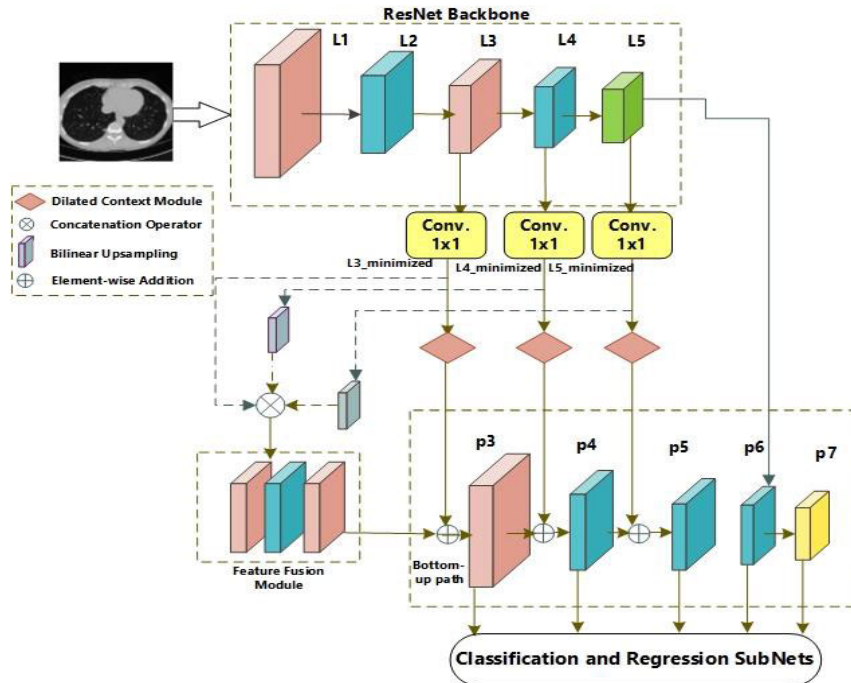 ResNet Backbone
L1
L2
L3
L4
L5
Dilated Context Module
Concatenation Operator
Bilinear Upsampling
Element-wise Addition
Conv.
1x1
Conv.
1x1
Conv.
1x1
L3_minimized
L4_minimized
L5_minimized
p3
p4
p5
p6
p7
Feature Fusion
Module
Bottom-
up path
Classification and Regression SubNets